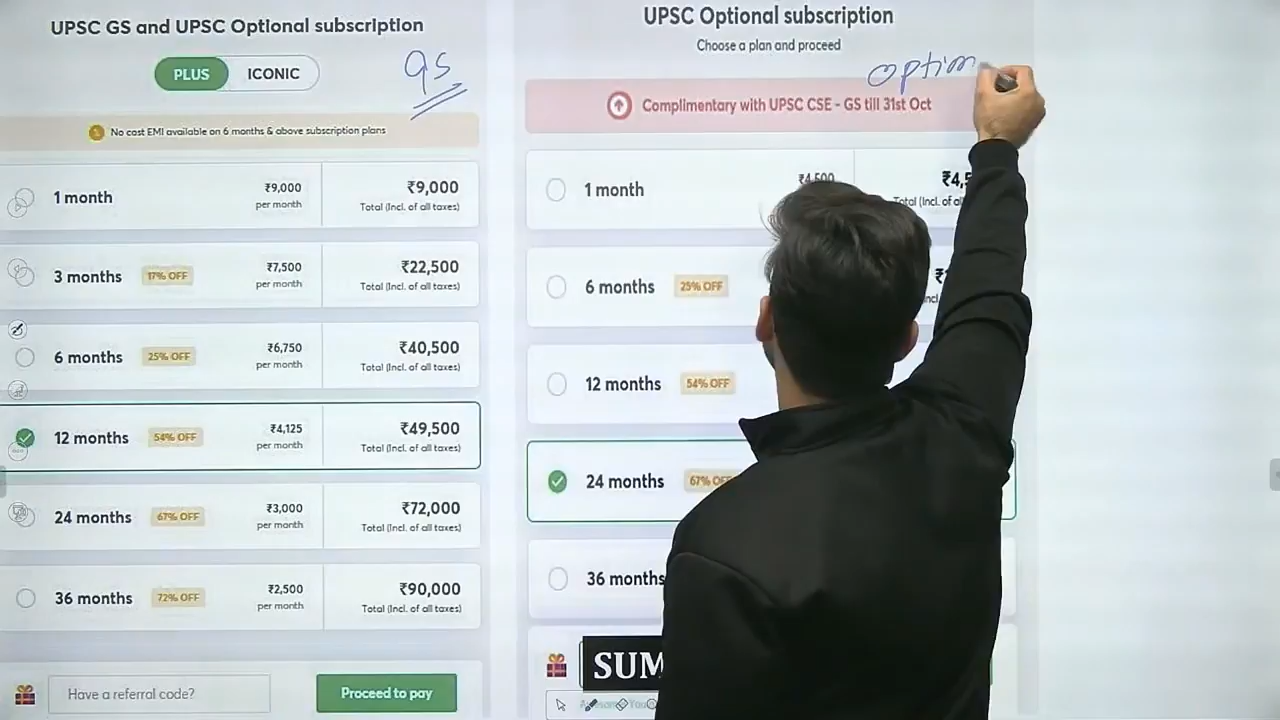 UPSC GS and UPSC Optional subscription
PLUS ICONIC
GS
No cost EMI available on 6 months & above subscription plans
1 month ₹9,000 per month ₹9,000 Total (Incl. of all taxes)
3 months 17% OFF ₹7,500 per month ₹22,500 Total (Incl. of all taxes)
6 months 25% OFF ₹6,750 per month ₹40,500 Total (Incl. of all taxes)
12 months 54% OFF ₹4,125 per month ₹49,500 Total (Incl. of all taxes)
24 months 67% OFF ₹3,000 per month ₹72,000 Total (Incl. of all taxes)
36 months 72% OFF ₹2,500 per month ₹90,000 Total (Incl. of all taxes)
Have a referral code? Proceed to pay
UPSC Optional subscription
Choose a plan and proceed
optim
Complimentary with UPSC CSE - GS till 31st Oct
1 month ₹4,500 Total (Incl. of
6 months 25% OFF
12 months 54% OFF
24 months 67% OFF
36 months
SUM